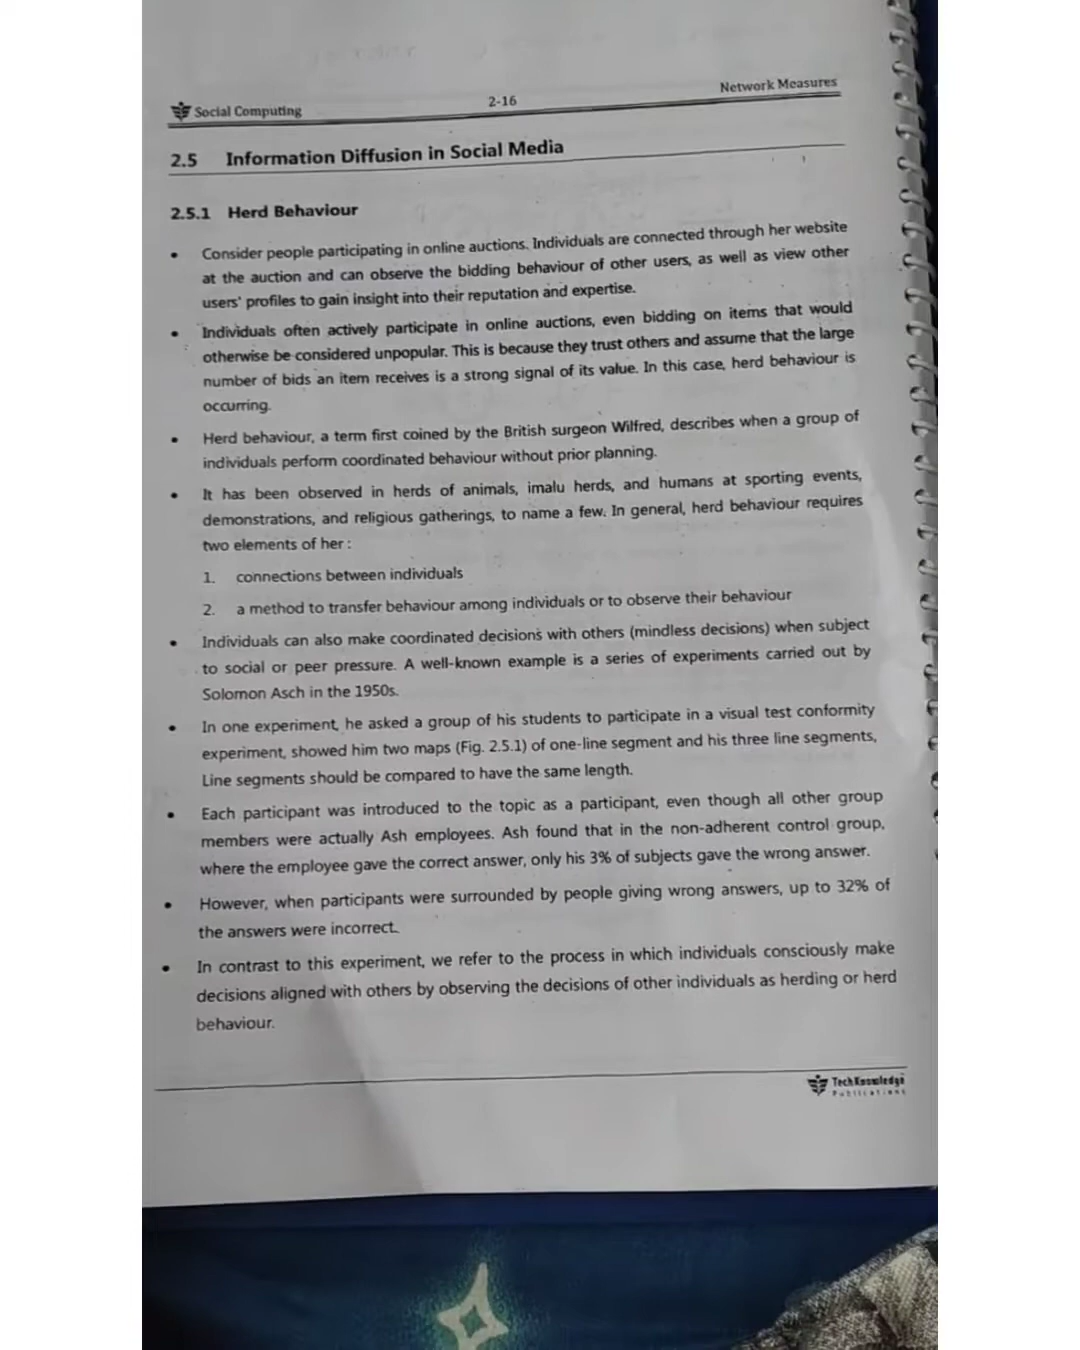 Social Computing
2-16
Network Measures
2.5 Information Diffusion in Social Media
2.5.1 Herd Behaviour
• Consider people participating in online auctions. Individuals are connected through her website
at the auction and can observe the bidding behaviour of other users, as well as view other
users' profiles to gain insight into their reputation and expertise.
• Individuals often actively participate in online auctions, even bidding on items that would
otherwise be considered unpopular. This is because they trust others and assume that the large
number of bids an item receives is a strong signal of its value. In this case, herd behaviour is
occurring.
• Herd behaviour, a term first coined by the British surgeon Wilfred, describes when a group of
individuals perform coordinated behaviour without prior planning.
• It has been observed in herds of animals, imalu herds, and humans at sporting events,
demonstrations, and religious gatherings, to name a few. In general, herd behaviour requires
two elements of her :
1. connections between individuals
2. a method to transfer behaviour among individuals or to observe their behaviour
• Individuals can also make coordinated decisions with others (mindless decisions) when subject
to social or peer pressure. A well-known example is a series of experiments carried out by
Solomon Asch in the 1950s.
• In one experiment, he asked a group of his students to participate in a visual test conformity
experiment, showed him two maps (Fig. 2.5.1) of one-line segment and his three line segments,
Line segments should be compared to have the same length.
• Each participant was introduced to the topic as a participant, even though all other group
members were actually Ash employees. Ash found that in the non-adherent control group,
where the employee gave the correct answer, only his 3% of subjects gave the wrong answer.
• However, when participants were surrounded by people giving wrong answers, up to 32% of
the answers were incorrect.
• In contrast to this experiment, we refer to the process in which individuals consciously make
decisions aligned with others by observing the decisions of other individuals as herding or herd
behaviour.
TechKnowledge
Publications